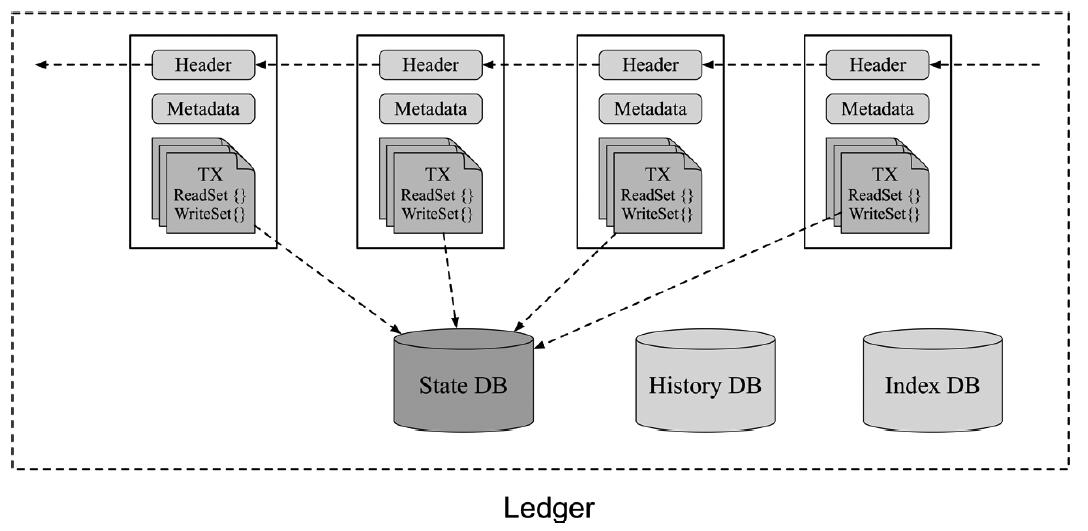 Header
Metadata
TX
ReadSet {}
WriteSet{}
Header
Metadata
TX
ReadSet {}
WriteSet{}
Header
Metadata
TX
ReadSet {}
WriteSet{}
Header
Metadata
TX
ReadSet {}
WriteSet{}
State DB
History DB
Index DB
Ledger